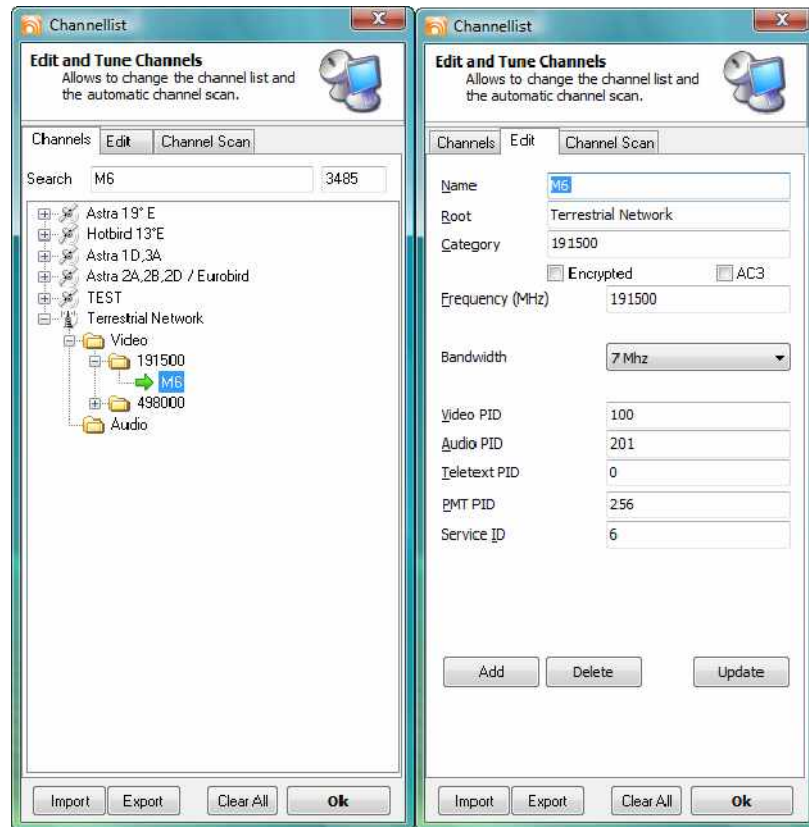 Channellist
X
Edit and Tune Channels
Allows to change the channel list and
the automatic channel scan.
Channels Edit Channel Scan
Search M6 3485
Astra 19°E
Hotbird 13°E
Astra 1D,3A
Astra 2A,2B,2D / Eurobird
TEST
Terrestrial Network
Video
191500
M6
498000
Audio
Import Export Clear All Ok
Channellist
X
Edit and Tune Channels
Allows to change the channel list and
the automatic channel scan.
Channels Edit Channel Scan
Name M6
Root Terrestrial Network
Category 191500
Encrypted AC3
Frequency (MHz) 191500
Bandwidth 7 Mhz
Video PID 100
Audio PID 201
Teletext PID 0
PMT PID 256
Service ID 6
Add Delete Update
Import Export Clear All Ok